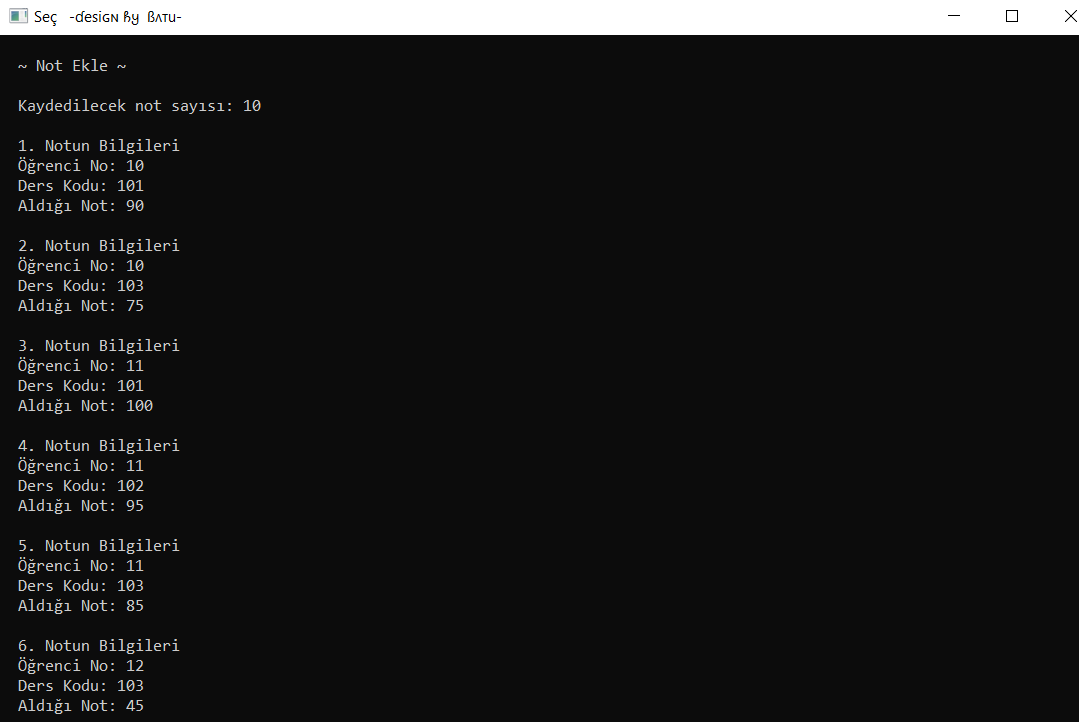 Seç -ɗesiɢɴ ɦy ßᴧᴛu-
~ Not Ekle ~
Kaydedilecek not sayısı: 10
1. Notun Bilgileri
Öğrenci No: 10
Ders Kodu: 101
Aldığı Not: 90
2. Notun Bilgileri
Öğrenci No: 10
Ders Kodu: 103
Aldığı Not: 75
3. Notun Bilgileri
Öğrenci No: 11
Ders Kodu: 101
Aldığı Not: 100
4. Notun Bilgileri
Öğrenci No: 11
Ders Kodu: 102
Aldığı Not: 95
5. Notun Bilgileri
Öğrenci No: 11
Ders Kodu: 103
Aldığı Not: 85
6. Notun Bilgileri
Öğrenci No: 12
Ders Kodu: 103
Aldığı Not: 45